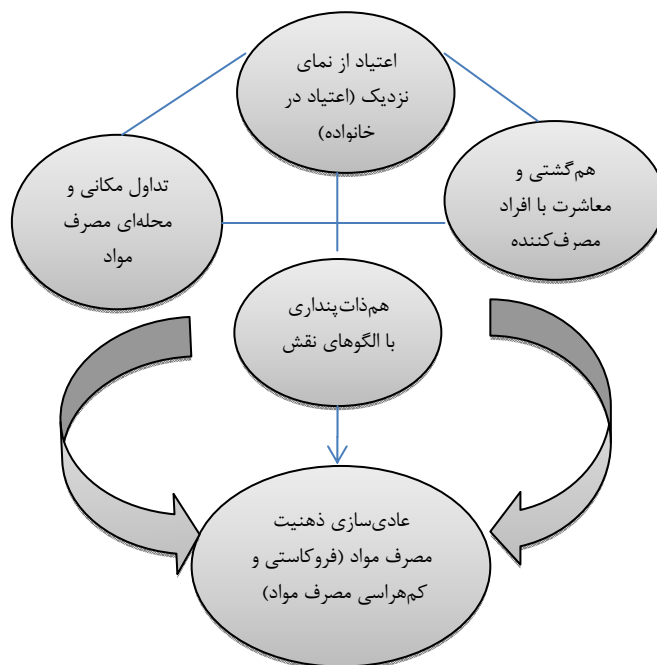 اعتیاد از نمای
نزدیک (اعتیاد در
خانواده)
هم‌گشتی و
معاشرت با افراد
مصرف‌کننده
تداول مکانی و
محله‌ای مصرف
مواد
هم‌ذات‌پنداری
با الگوهای نقش
عادی‌سازی ذهنیت
مصرف مواد (فروکاستی و
کم‌هراسی مصرف مواد)